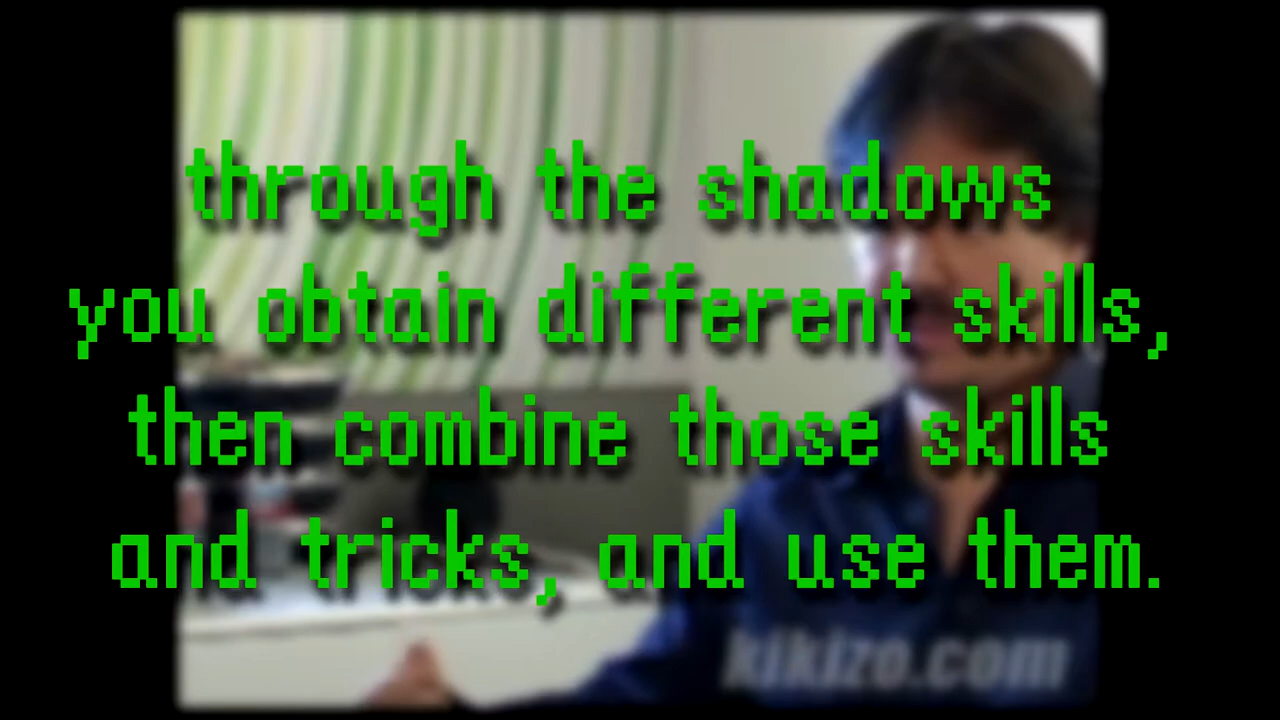 through the shadows
you obtain different skills,
then combine those skills
and tricks, and use them.
kikizo.com